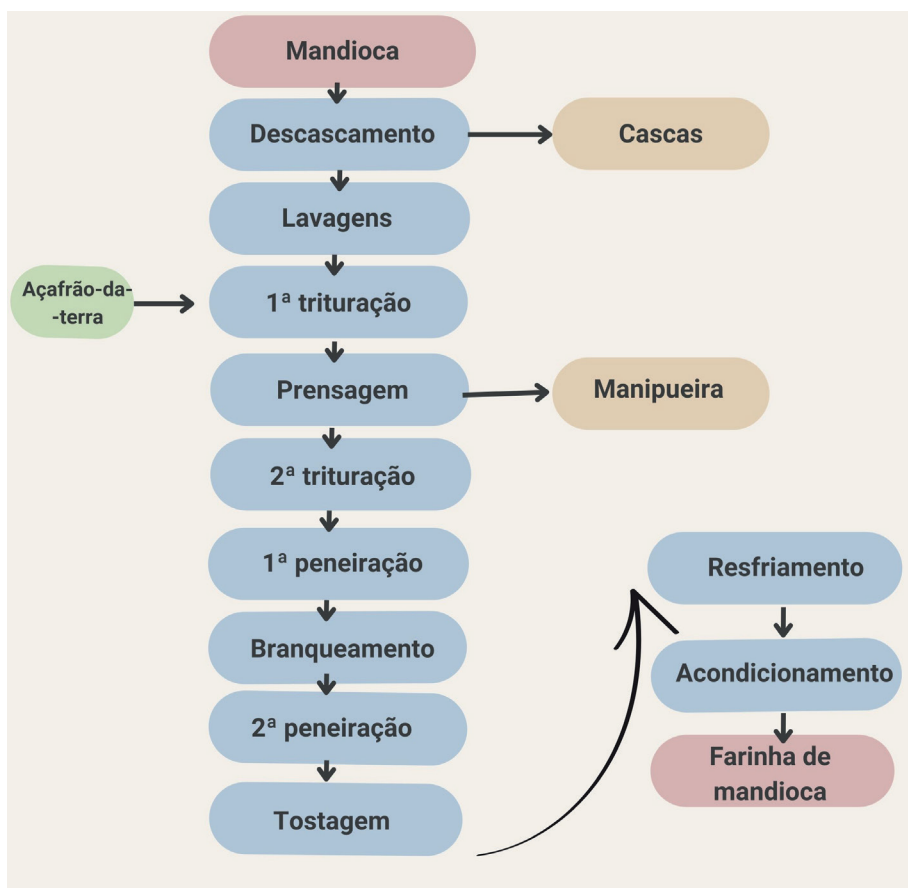 Mandioca
Descascamento
Cascas
Lavagens
Açafrão-da-
-terra
1ª trituração
Prensagem
Manipueira
2ª trituração
1ª peneiração
Branqueamento
2ª peneiração
Tostagem
Resfriamento
Acondicionamento
Farinha de
mandioca